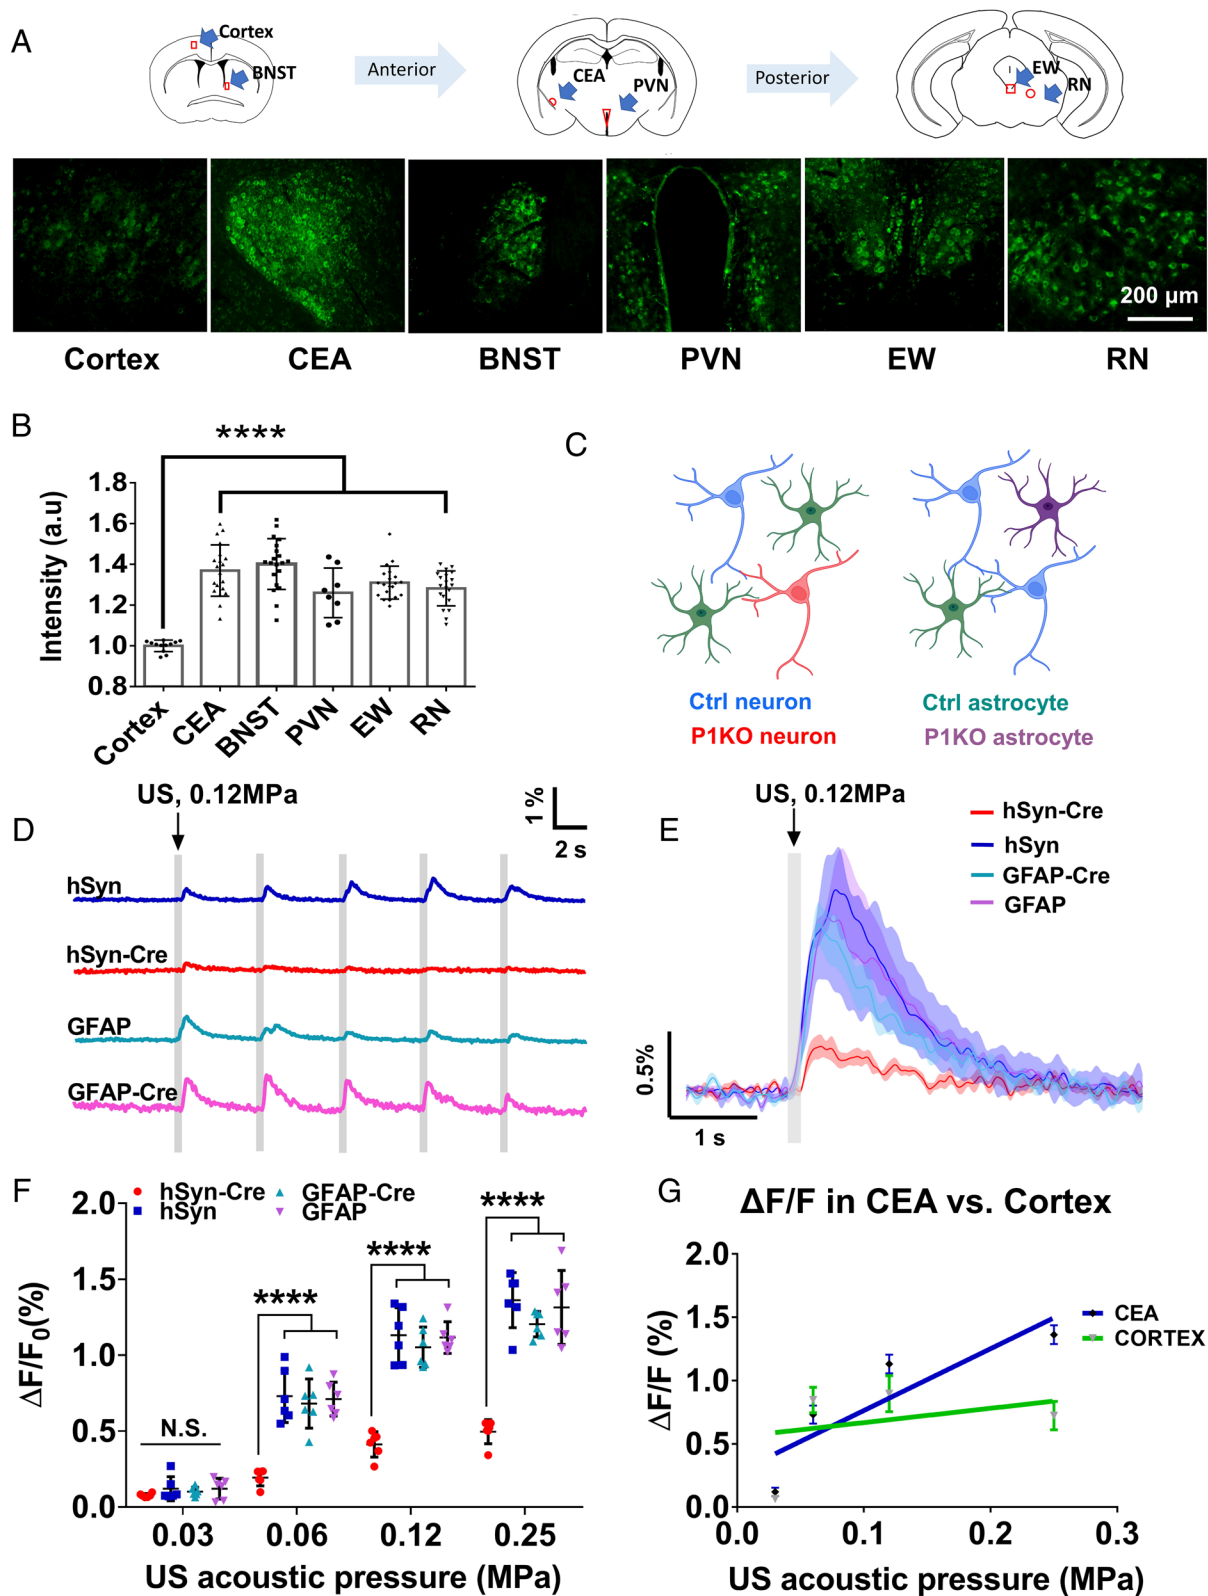 A
Cortex
BNST
Anterior
CEA
PVN
Posterior
EW
RN
200 µm
Cortex CEA BNST PVN EW RN
B
****
Intensity (a.u)
1.8
1.6
1.4
1.2
1.0
0.8
Cortex CEA BNST PVN EW RN
C
Ctrl neuron
P1KO neuron
Ctrl astrocyte
P1KO astrocyte
D
US, 0.12MPa
1 %
2 s
hSyn
hSyn-Cre
GFAP
GFAP-Cre
E
US, 0.12MPa
hSyn-Cre
hSyn
GFAP-Cre
GFAP
0.5%
1 s
F
hSyn-Cre
hSyn
GFAP-Cre
GFAP
ΔF/F0(%)
2.0
1.5
1.0
0.5
0.0
N.S.
****
****
****
0.03 0.06 0.12 0.25
US acoustic pressure (MPa)
G
ΔF/F in CEA vs. Cortex
ΔF/F (%)
2.0
1.5
1.0
0.5
0.0
CEA
CORTEX
0.0 0.1 0.2 0.3
US acoustic pressure (MPa)